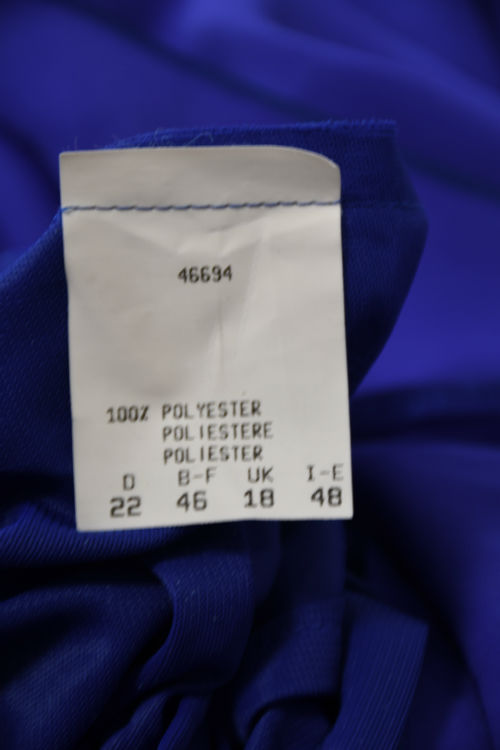 46694
100% POLYESTER
POLIESTERE
POLIESTER
D B-F UK I-E
22 46 18 48